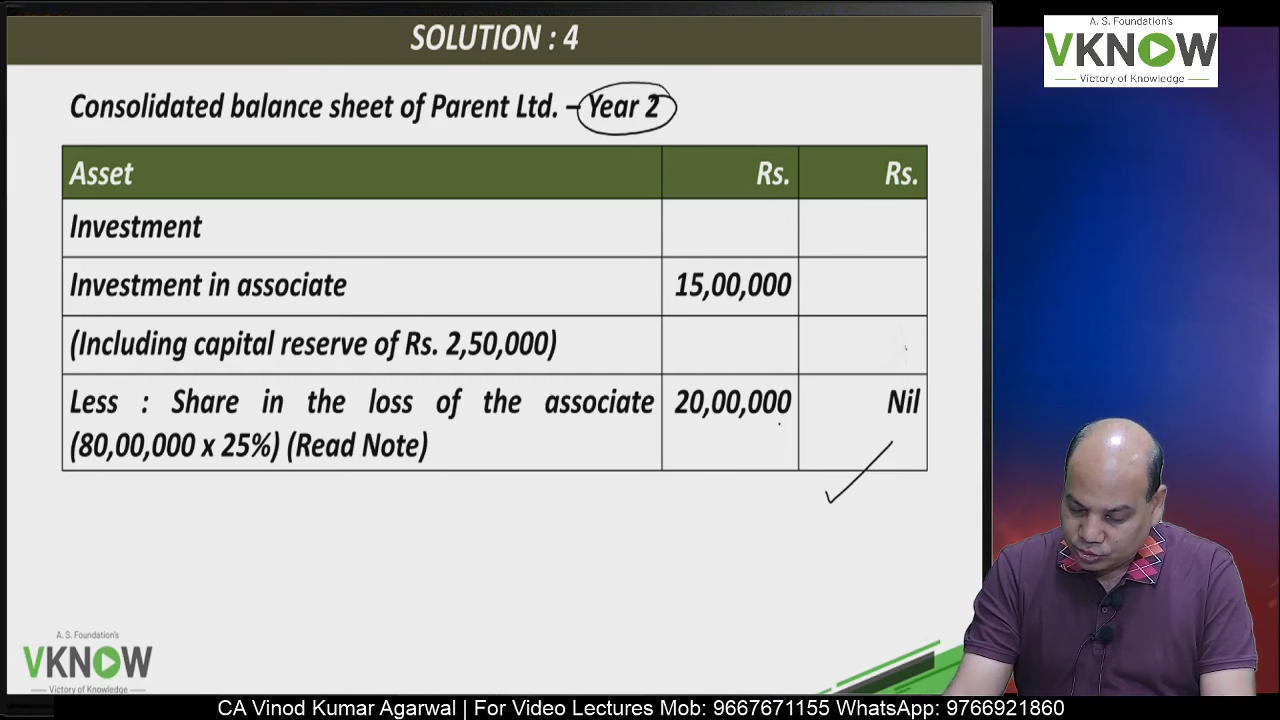 SOLUTION : 4
A. S. Foundation's
VKNOW
Victory of Knowledge
Consolidated balance sheet of Parent Ltd. – Year 2
Asset Rs. Rs.
Investment
Investment in associate 15,00,000
(Including capital reserve of Rs. 2,50,000)
Less : Share in the loss of the associate 20,00,000 Nil
(80,00,000 x 25%) (Read Note)
A. S. Foundation's
VKNOW
Victory of Knowledge
CA Vinod Kumar Agarwal | For Video Lectures Mob: 9667671155 WhatsApp: 9766921860